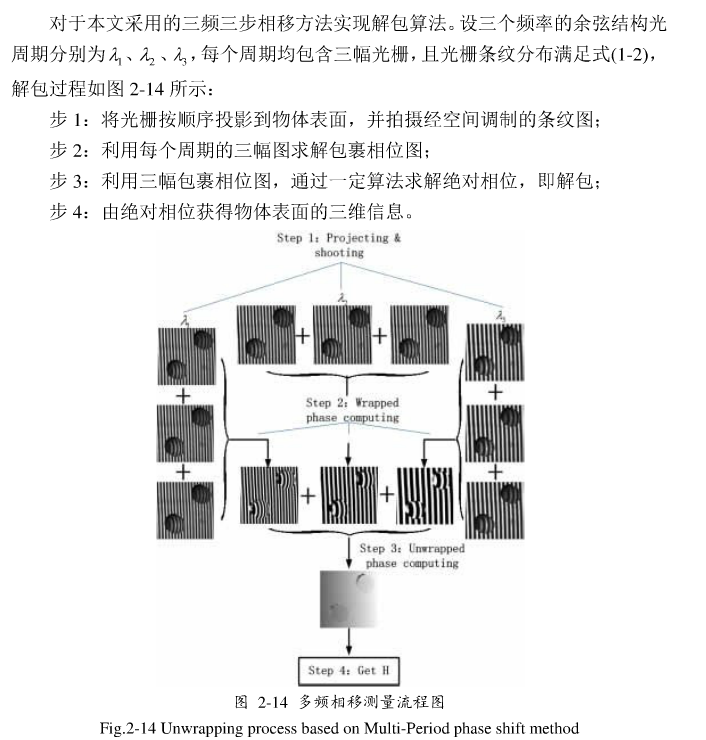 对于本文采用的三频三步相移方法实现解包算法。设三个频率的余弦结构光
周期分别为λ₁、λ₂、λ₃，每个周期均包含三幅光栅，且光栅条纹分布满足式(1-2)，
解包过程如图 2-14 所示：
步 1：将光栅按顺序投影到物体表面，并拍摄经空间调制的条纹图；
步 2：利用每个周期的三幅图求解包裹相位图；
步 3：利用三幅包裹相位图，通过一定算法求解绝对相位，即解包；
步 4：由绝对相位获得物体表面的三维信息。
Step 1: Projecting &
shooting
λ₁
λ₂
λ₃
+
+
+
+
+
+
Step 2: Wrapped
phase computing
+
+
Step 3: Unwrapped
phase computing
Step 4: Get H
图 2-14 多频相移测量流程图
Fig.2-14 Unwrapping process based on Multi-Period phase shift method